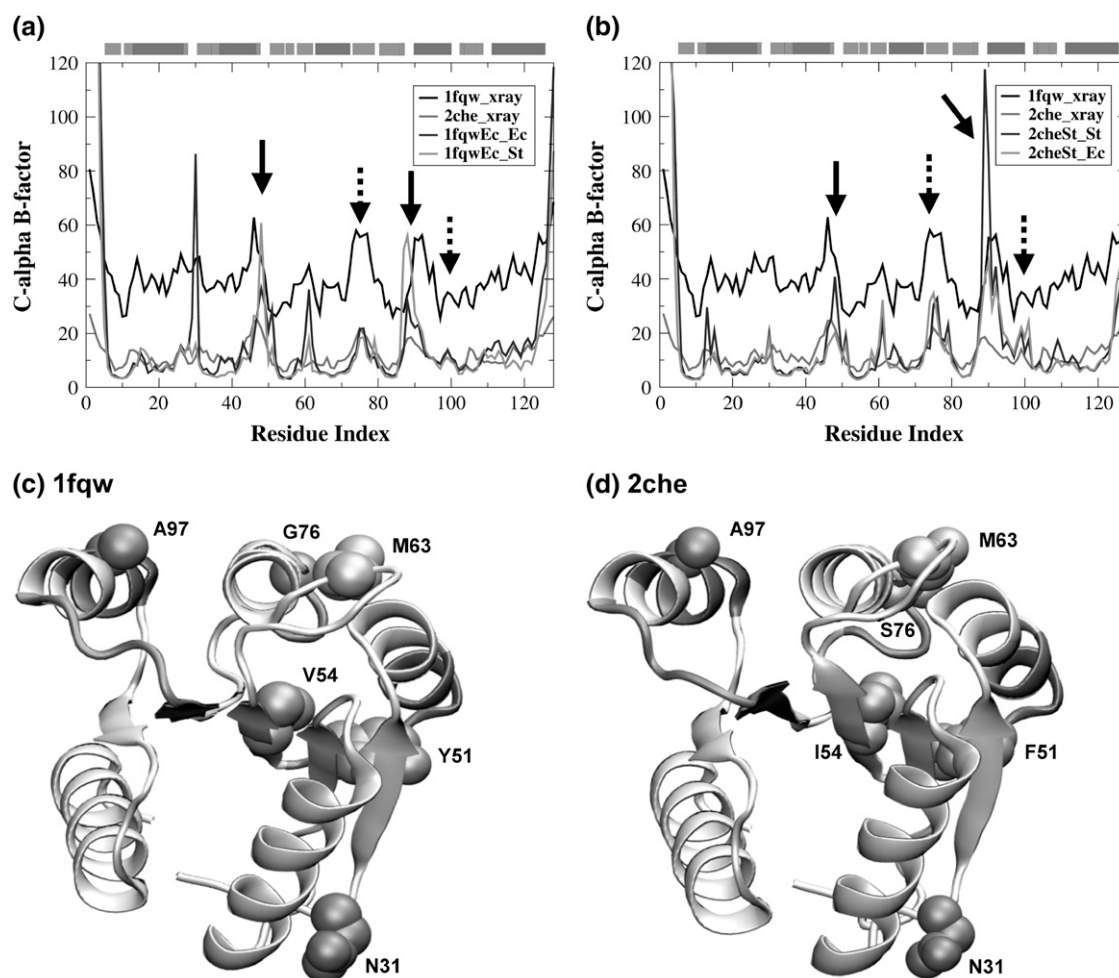 (a)
120
100
80
60
40
20
0
C-alpha B-factor
1fqw_xray
2che_xray
1fqwEc_Ec
1fqwEc_St
0 20 40 60 80 100 120
Residue Index
(b)
120
100
80
60
40
20
0
C-alpha B-factor
1fqw_xray
2che_xray
2cheSt_St
2cheSt_Ec
0 20 40 60 80 100 120
Residue Index
(c) 1fqw
A97
G76
M63
V54
Y51
N31
(d) 2che
A97
M63
S76
I54
F51
N31